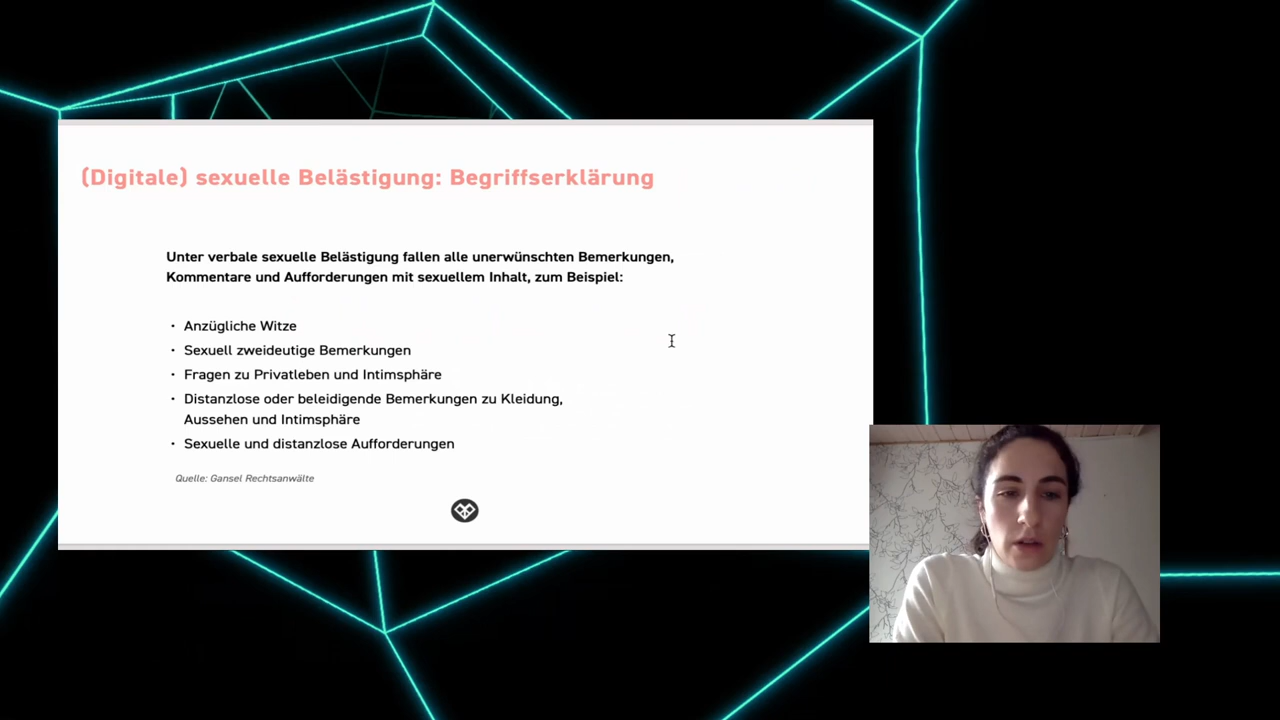 (Digitale) sexuelle Belästigung: Begriffserklärung
Unter verbale sexuelle Belästigung fallen alle unerwünschten Bemerkungen,
Kommentare und Aufforderungen mit sexuellem Inhalt, zum Beispiel:
· Anzügliche Witze
· Sexuell zweideutige Bemerkungen
· Fragen zu Privatleben und Intimsphäre
· Distanzlose oder beleidigende Bemerkungen zu Kleidung,
Aussehen und Intimsphäre
· Sexuelle und distanzlose Aufforderungen
Quelle: Gansel Rechtsanwälte